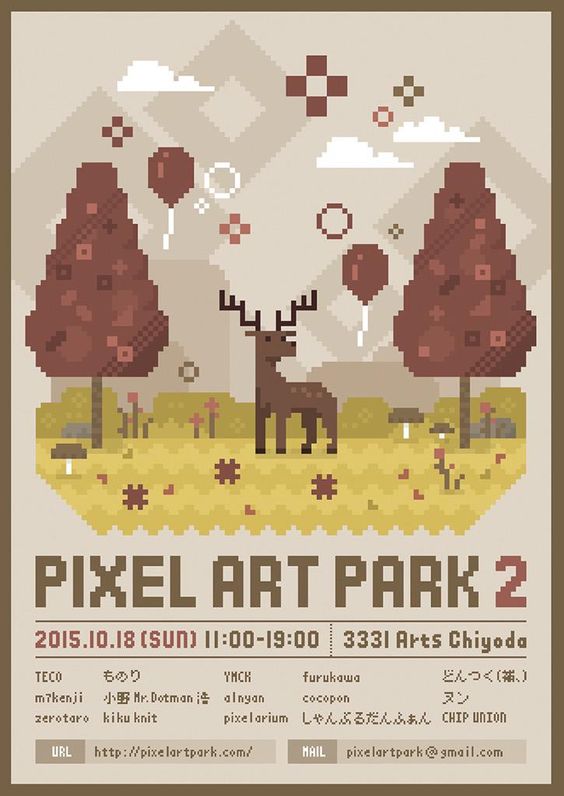 PIXEL ART PARK 2
2015.10.18 (SUN) 11:00-19:00 3331 Arts Chiyoda
TECO ものり YMCK furukawa どんつく(雑、)
m7kenji 小野 Mr.Dotman 浩 alnyan cocopon ヌン
zerotaro kiku knit pixelarium しゃんぶるだんふぁん CHIP UNION
URL http://pixelartpark.com/ MAIL pixelartpark@gmail.com